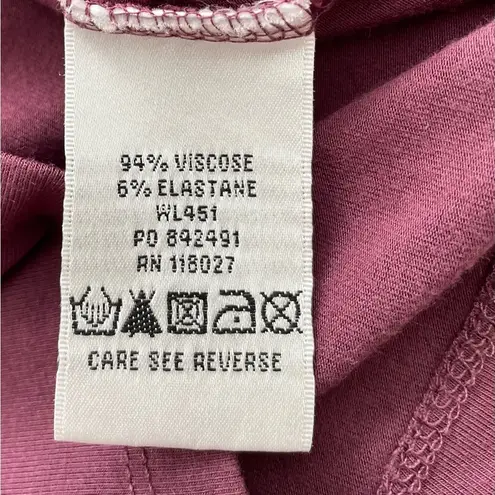 94% VISCOSE
6% ELASTANE
WL451
PO 842491
RN 118027
CARE SEE REVERSE